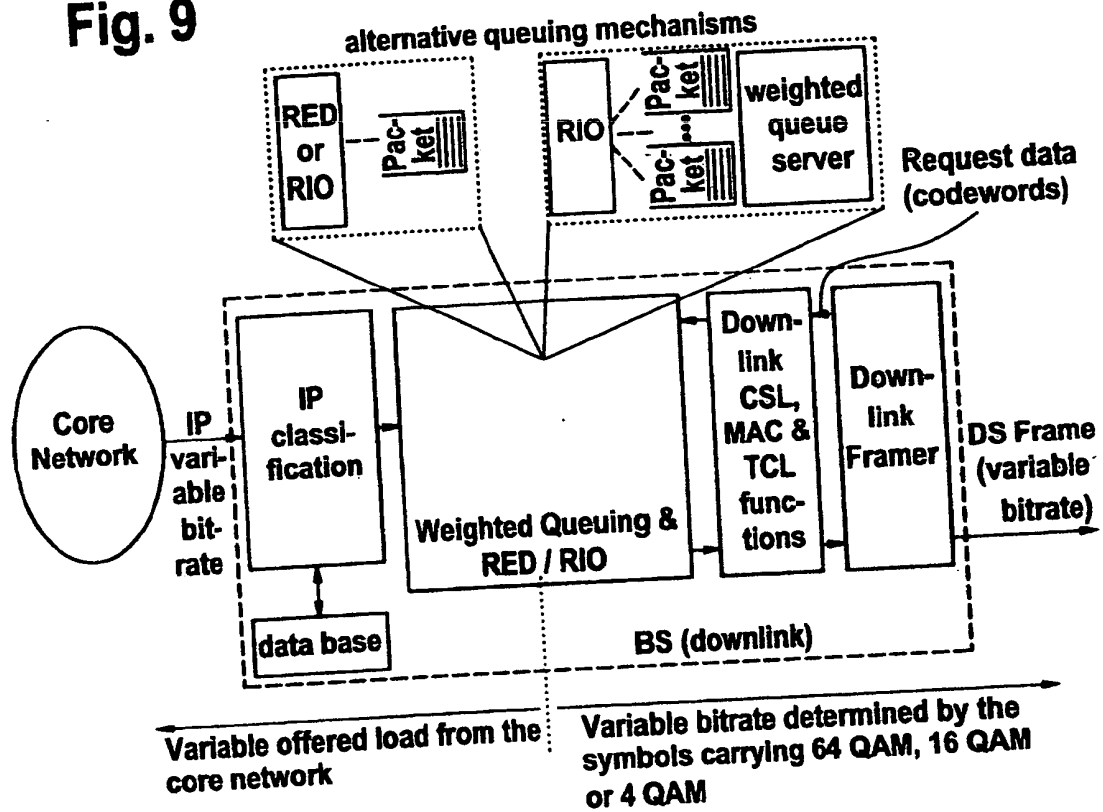 Fig. 9
alternative queuing mechanisms
RED
or
RIO
Pac-
ket
RIO
Pac-
ket
Pac-
ket
weighted
queue
server
Request data
(codewords)
Core
Network
IP
vari-
able
bit-
rate
IP
classi-
fication
data base
Weighted Queuing &
RED / RIO
Down-
link
CSL,
MAC &
TCL
func-
tions
Down-
link
Framer
DS Frame
(variable
bitrate)
BS (downlink)
Variable offered load from the
core network
Variable bitrate determined by the
symbols carrying 64 QAM, 16 QAM
or 4 QAM